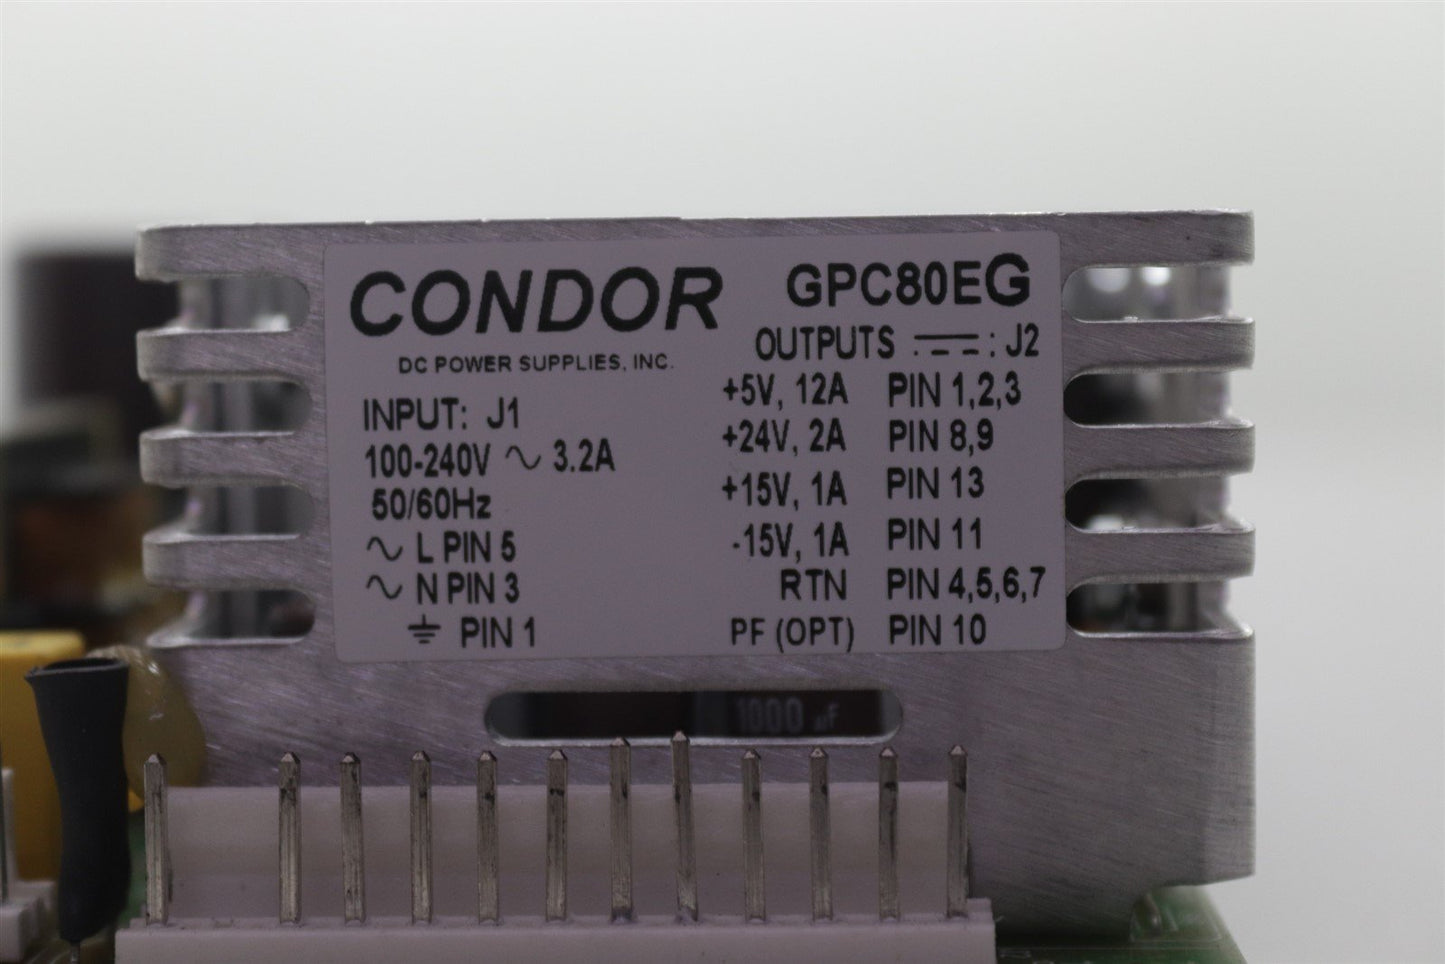 CONDOR
DC POWER SUPPLIES, INC.
INPUT: J1
100-240V ∿ 3.2A
50/60Hz
∿ L PIN 5
∿ N PIN 3
⏚ PIN 1
GPC80EG
OUTPUTS ⎓ : J2
+5V, 12A PIN 1,2,3
+24V, 2A PIN 8,9
+15V, 1A PIN 13
-15V, 1A PIN 11
RTN PIN 4,5,6,7
PF (OPT) PIN 10
1000 µF